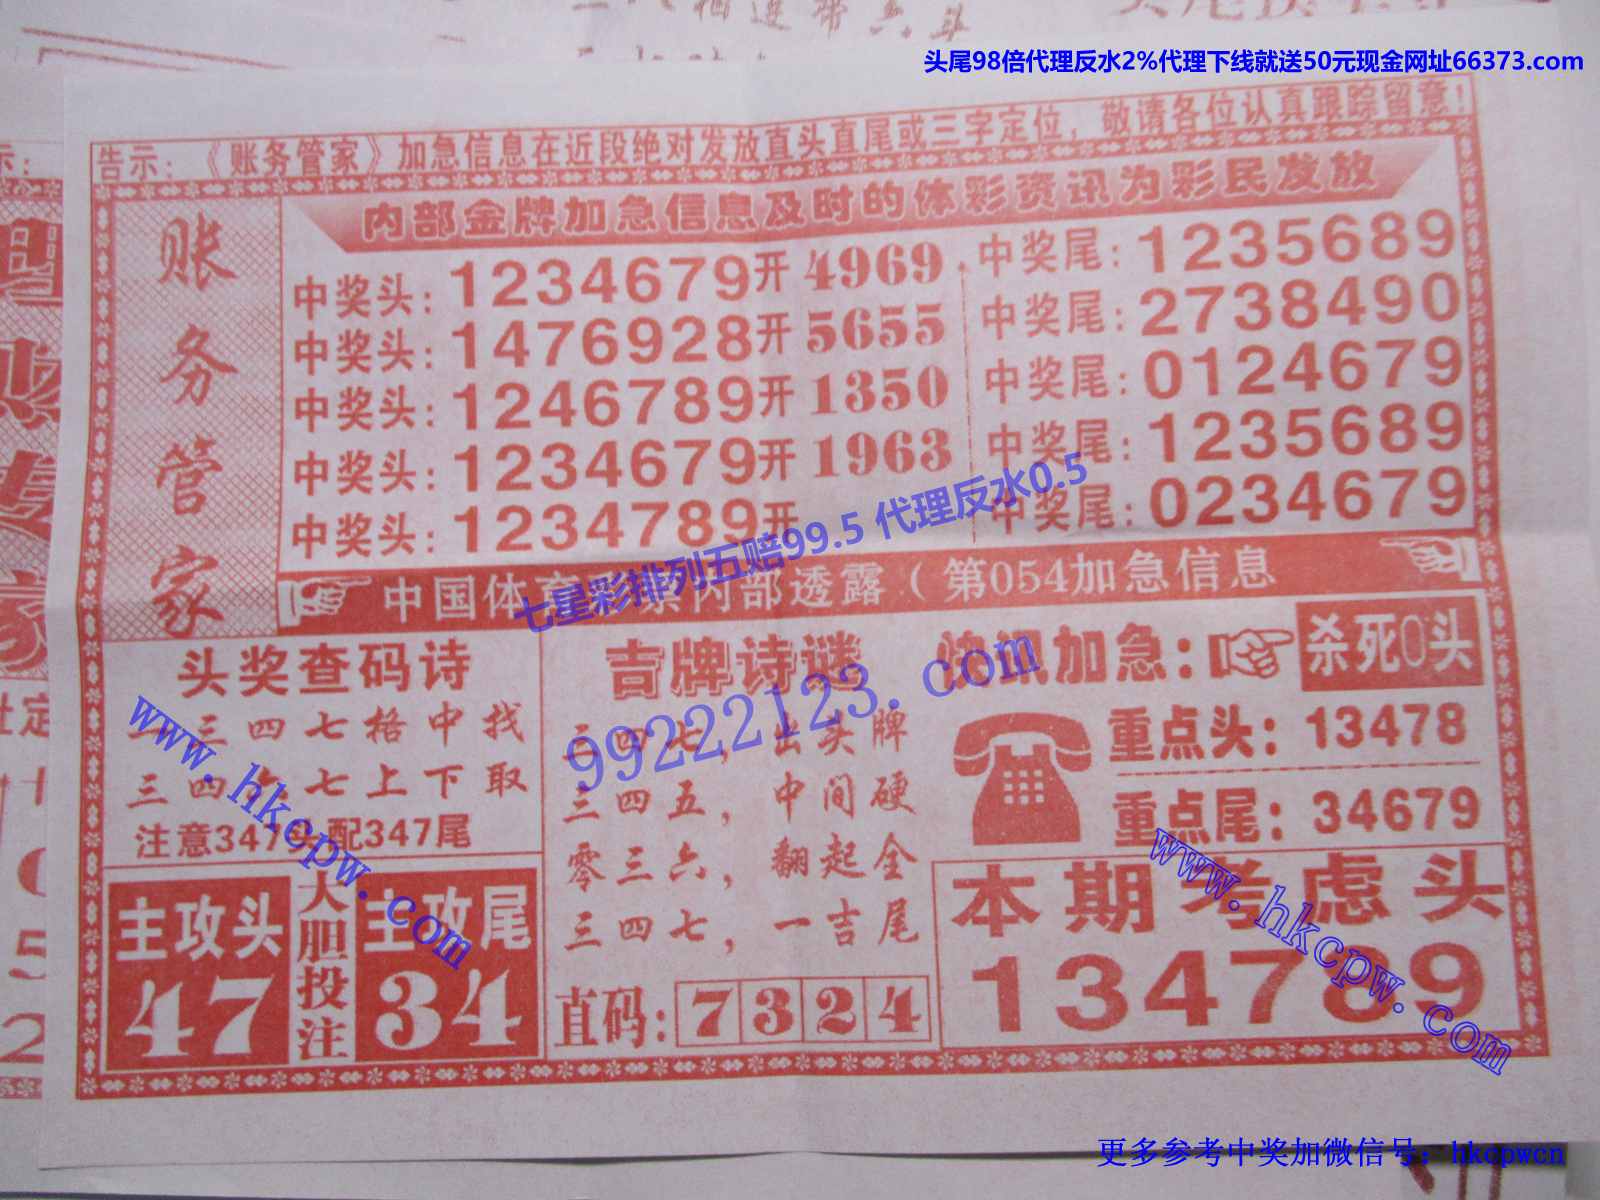 头尾98倍代理反水2%代理下线就送50元现金网址66373.com
告示：《账务管家》加急信息在近段绝对发放直头直尾或三字定位，敬请各位认真跟踪留意！
账务管家
内部金牌加急信息及时的体彩资讯为彩民发放
中奖头：1234679开4969 中奖尾：1235689
中奖头：1476928开5655 中奖尾：2738490
中奖头：1246789开1350 中奖尾：0124679
中奖头：1234679开1963 中奖尾：1235689
中奖头：1234789开 中奖尾：0234679
七星彩排列五赔99.5 代理反水0.5
中国体育彩票内部透露（第054加急信息
头奖查码诗
三四七格中找
三四六七上下取
注意347头配347尾
主攻头
47
大胆投注
主攻尾
34
吉牌诗谜
三四七，出头牌
三四五，中间硬
零三六，翻起全
三四七，一吉尾
直码：7324
快讯加急：杀死0头
重点头：13478
重点尾：34679
本期考虑头
134789
99222123.com
www.hkcpw.com
www.hkcpw.com
更多参考中奖加微信号：hkcpwcn